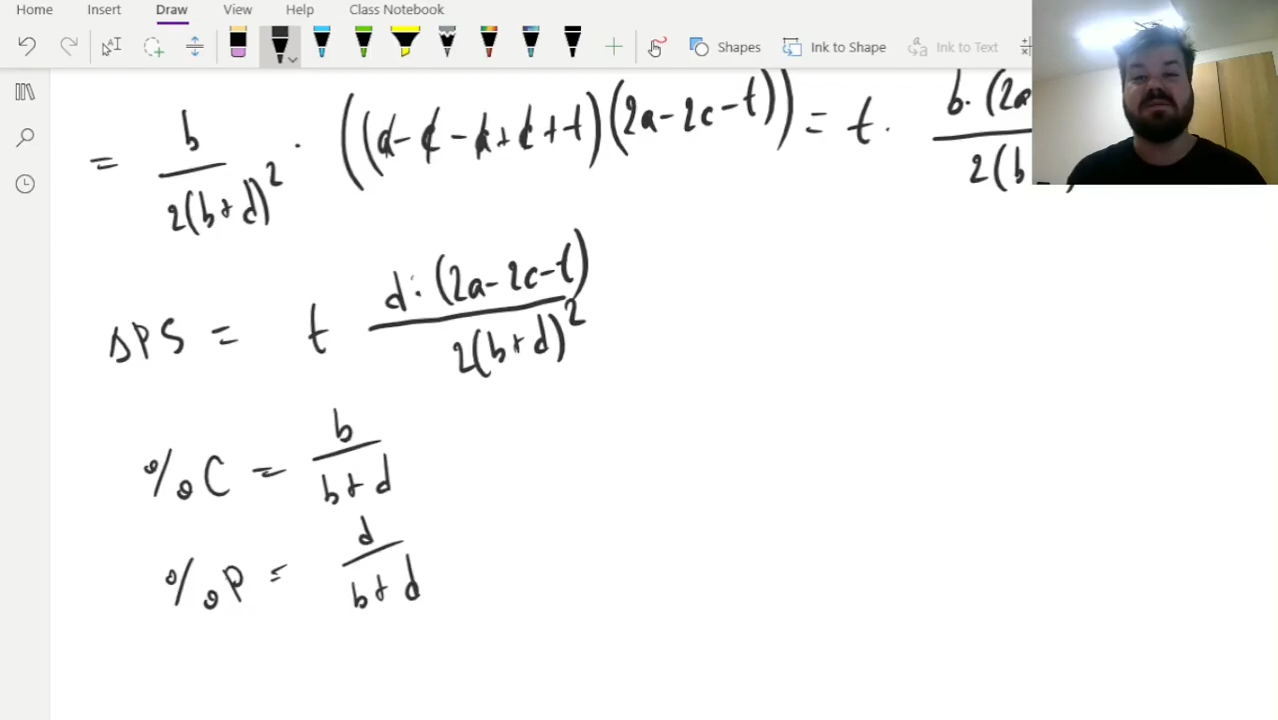 Home Insert Draw View Help Class Notebook
Shapes Ink to Shape Ink to Text
= b/(2(b+d)²) · ((a-c-a+c+t)(2a-2c-t)) = t · b·(2a / 2(b
ΔPS = t d·(2a-2c-t)/(2(b+d)²)
%C = b/(b+d)
%P = d/(b+d)